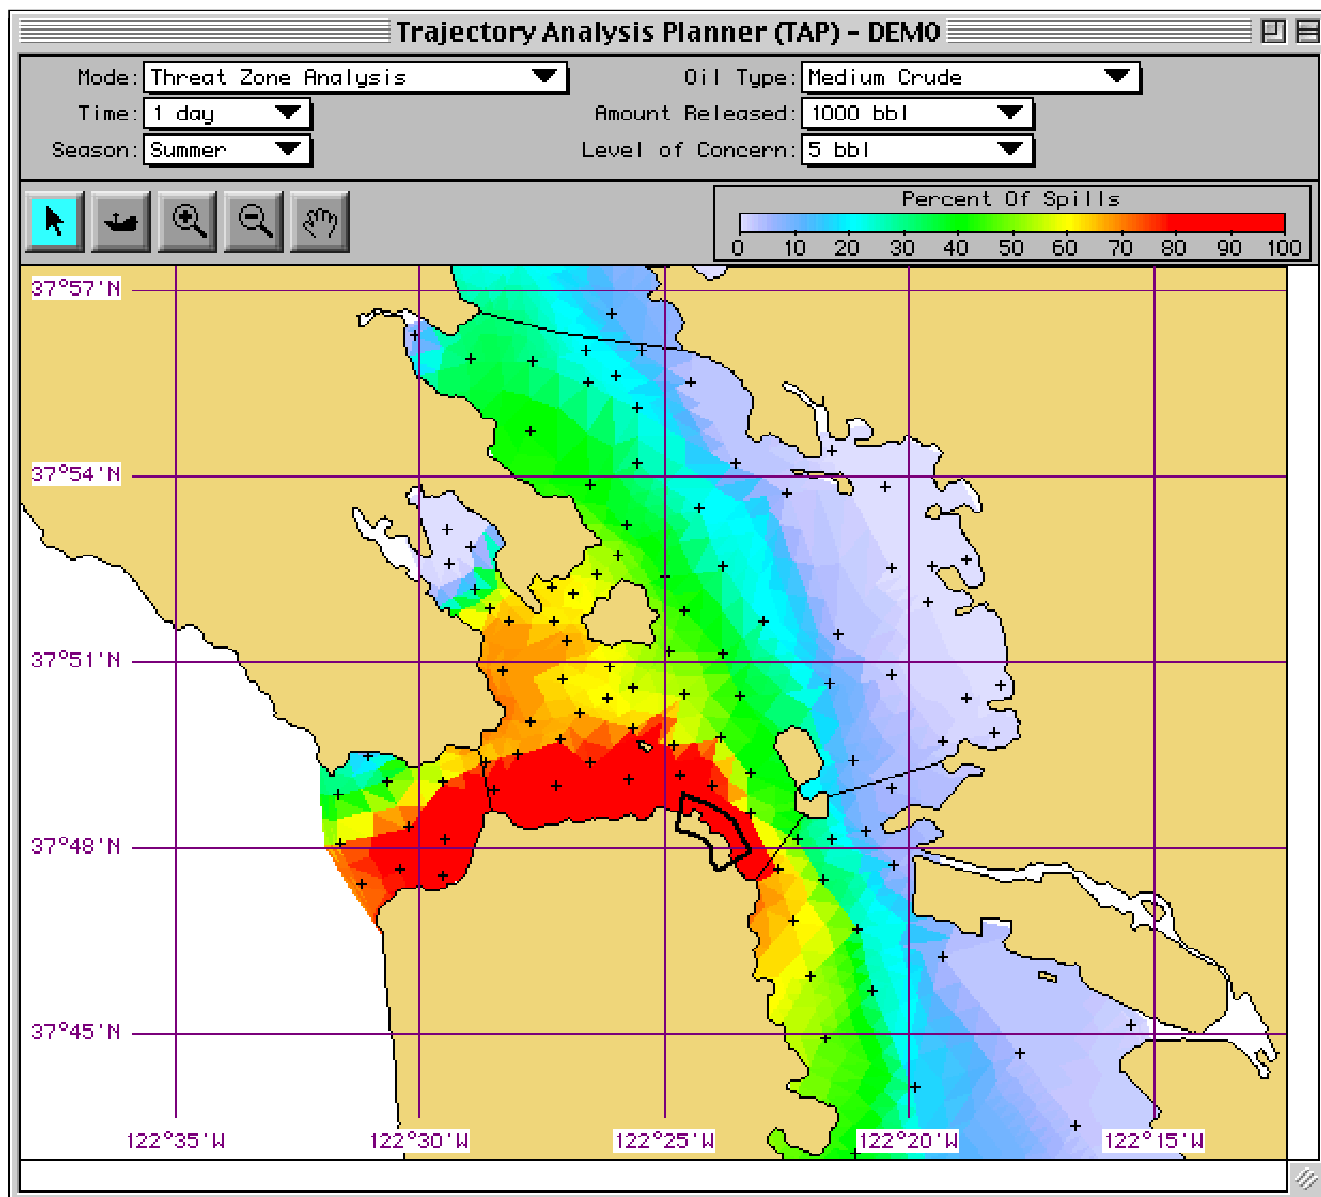 Trajectory Analysis Planner (TAP) – DEMO
Mode: Threat Zone Analysis
Oil Type: Medium Crude
Time: 1 day
Amount Released: 1000 bbl
Season: Summer
Level of Concern: 5 bbl
Percent Of Spills
0 10 20 30 40 50 60 70 80 90 100
37°57'N
37°54'N
37°51'N
37°48'N
37°45'N
122°35'W 122°30'W 122°25'W 122°20'W 122°15'W